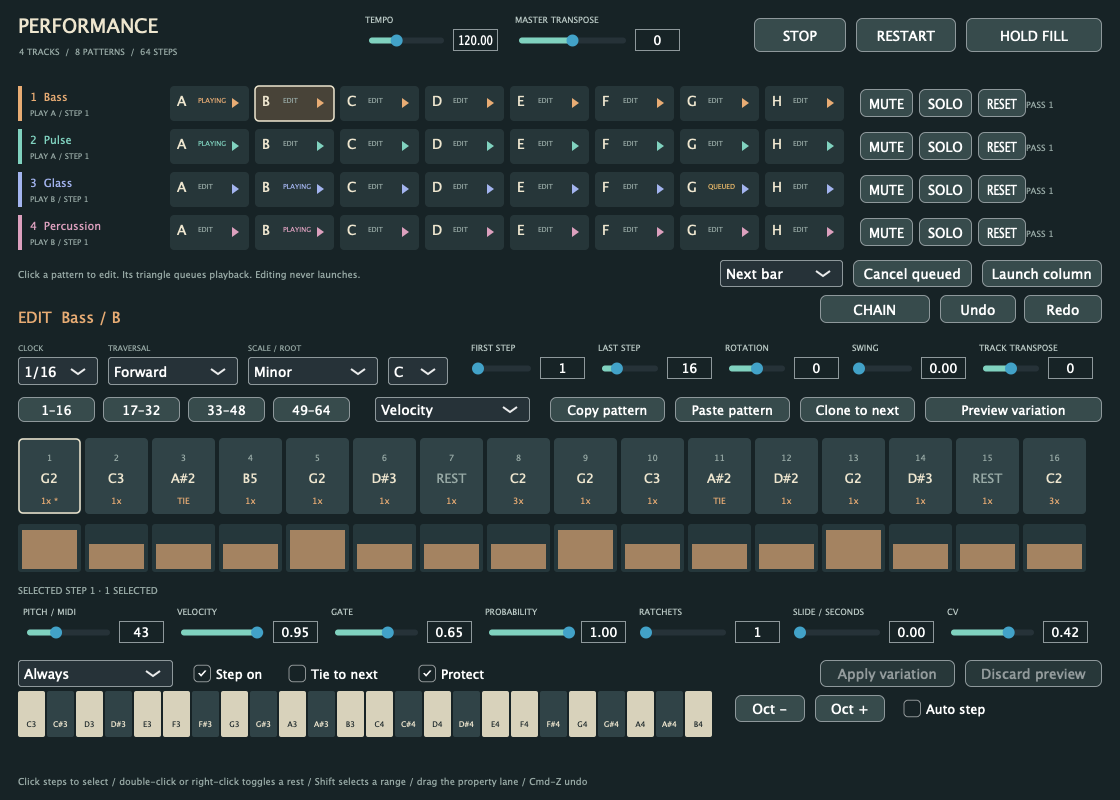 PERFORMANCE
4 TRACKS / 8 PATTERNS / 64 STEPS
TEMPO
120.00
MASTER TRANSPOSE
0
STOP RESTART HOLD FILL
1 Bass
PLAY A / STEP 1
A PLAYING B EDIT C EDIT D EDIT E EDIT F EDIT G EDIT H EDIT MUTE SOLO RESET PASS 1
2 Pulse
PLAY A / STEP 1
A PLAYING B EDIT C EDIT D EDIT E EDIT F EDIT G EDIT H EDIT MUTE SOLO RESET PASS 1
3 Glass
PLAY B / STEP 1
A EDIT B PLAYING C EDIT D EDIT E EDIT F EDIT G QUEUED H EDIT MUTE SOLO RESET PASS 1
4 Percussion
PLAY B / STEP 1
A EDIT B PLAYING C EDIT D EDIT E EDIT F EDIT G EDIT H EDIT MUTE SOLO RESET PASS 1
Click a pattern to edit. Its triangle queues playback. Editing never launches.
Next bar Cancel queued Launch column
EDIT Bass / B
CHAIN Undo Redo
CLOCK TRAVERSAL SCALE / ROOT FIRST STEP LAST STEP ROTATION SWING TRACK TRANSPOSE
1/16 Forward Minor C 1 16 0 0.00 0
1–16 17–32 33–48 49–64 Velocity Copy pattern Paste pattern Clone to next Preview variation
1 2 3 4 5 6 7 8 9 10 11 12 13 14 15 16
G2 C3 A#2 B5 G2 D#3 REST C2 G2 C3 A#2 D#2 G2 D#3 REST C2
1x * 1x TIE 1x 1x 1x 1x 3x 1x 1x TIE 1x 1x 1x 1x 3x
SELECTED STEP 1 · 1 SELECTED
PITCH / MIDI VELOCITY GATE PROBABILITY RATCHETS SLIDE / SECONDS CV
43 0.95 0.65 1.00 1 0.00 0.42
Always Step on Tie to next Protect Apply variation Discard preview
C3 C#3 D3 D#3 E3 F3 F#3 G3 G#3 A3 A#3 B3 C4 C#4 D4 D#4 E4 F4 F#4 G4 G#4 A4 A#4 B4
Oct – Oct + Auto step
Click steps to select / double-click or right-click toggles a rest / Shift selects a range / drag the property lane / Cmd-Z undo